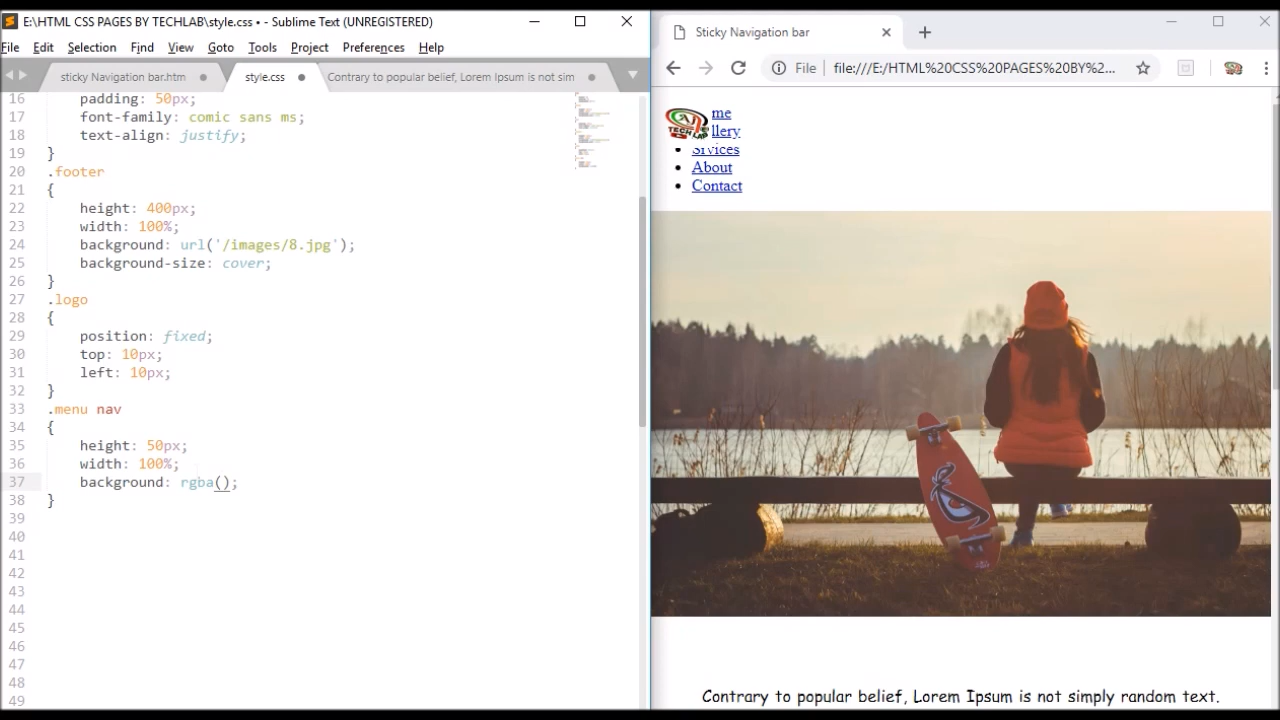 E:\HTML CSS PAGES BY TECHLAB\style.css • - Sublime Text (UNREGISTERED)
File Edit Selection Find View Goto Tools Project Preferences Help
sticky Navigation bar.htm style.css Contrary to popular belief, Lorem Ipsum is not sim
16 padding: 50px;
17 font-family: comic sans ms;
18 text-align: justify;
19 }
20 .footer
21 {
22 height: 400px;
23 width: 100%;
24 background: url('/images/8.jpg');
25 background-size: cover;
26 }
27 .logo
28 {
29 position: fixed;
30 top: 10px;
31 left: 10px;
32 }
33 .menu nav
34 {
35 height: 50px;
36 width: 100%;
37 background: rgba();
38 }
39
40
41
42
43
44
45
46
47
48
49
Sticky Navigation bar
File file:///E:/HTML%20CSS%20PAGES%20BY%2...
TECH LAB
me
llery
Srvices
About
Contact
Contrary to popular belief, Lorem Ipsum is not simply random text.